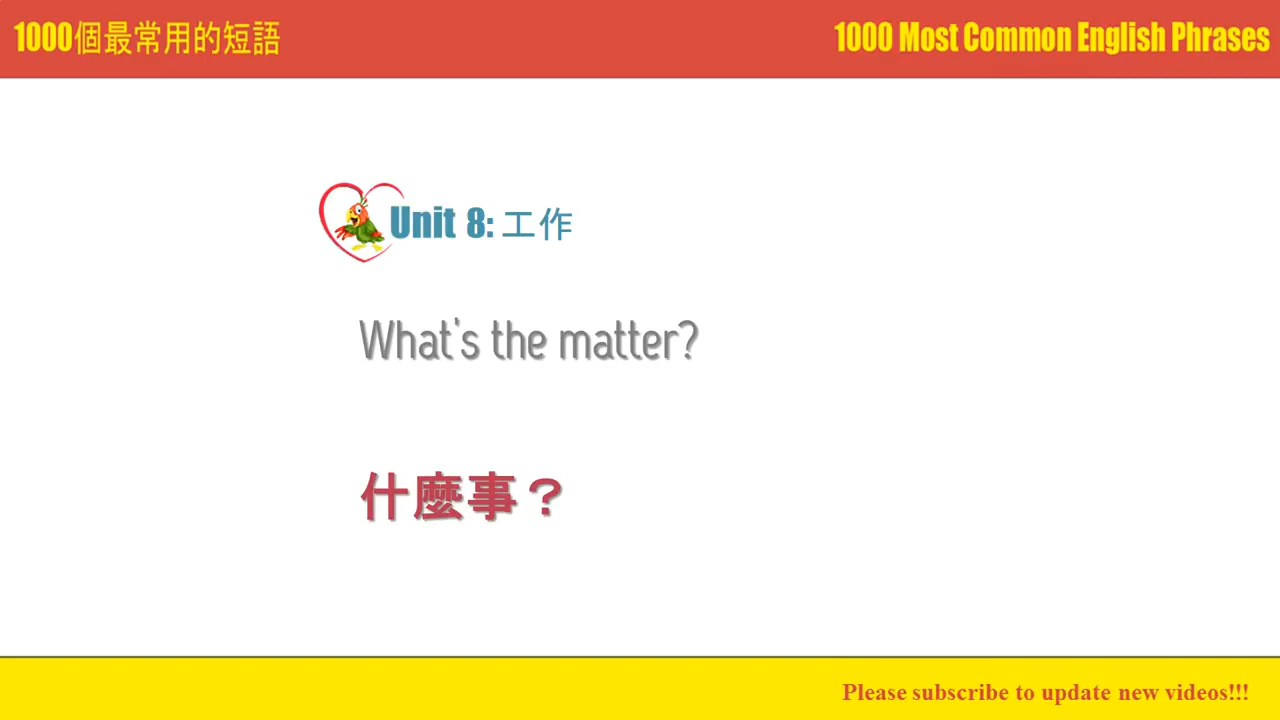 1000個最常用的短語
1000 Most Common English Phrases
Unit 8: 工作
What's the matter?
什麼事？
Please subscribe to update new videos!!!